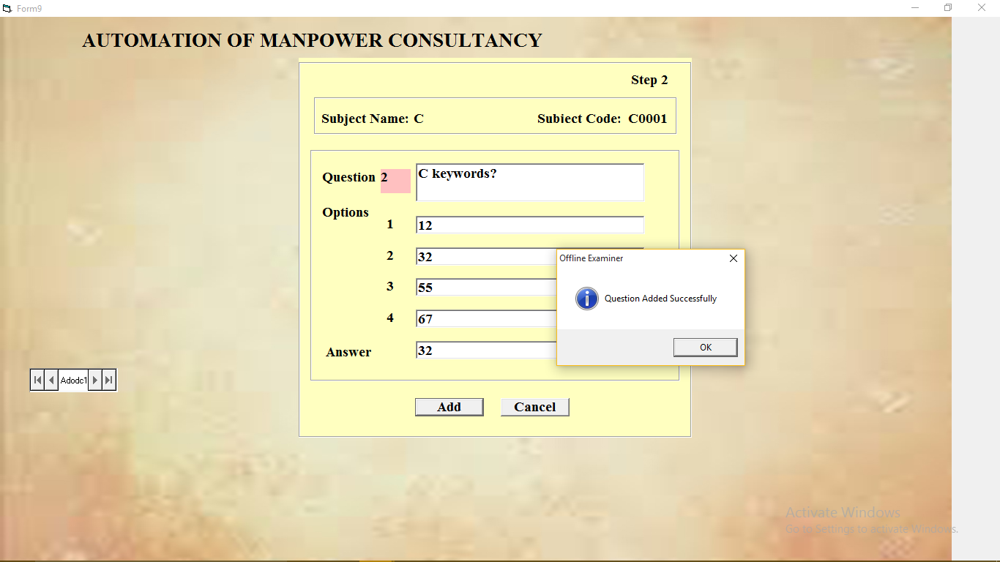 Form9
AUTOMATION OF MANPOWER CONSULTANCY
Step 2
Subject Name: C Subiect Code: C0001
Question 2 C keywords?
Options
1 12
2 32
3 55
4 67
Answer 32
Offline Examiner
Question Added Successfully
OK
Adodc1
Add Cancel
Activate Windows
Go to Settings to activate Windows.